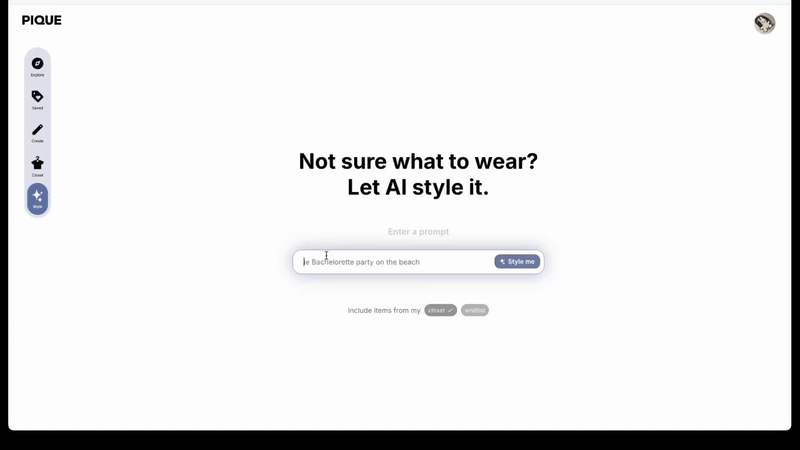 PIQUE
Explore
Saved
Create
Closet
Style
Not sure what to wear?
Let AI style it.
Enter a prompt
ie Bachelorette party on the beach
Style me
Include items from my
closet
wishlist